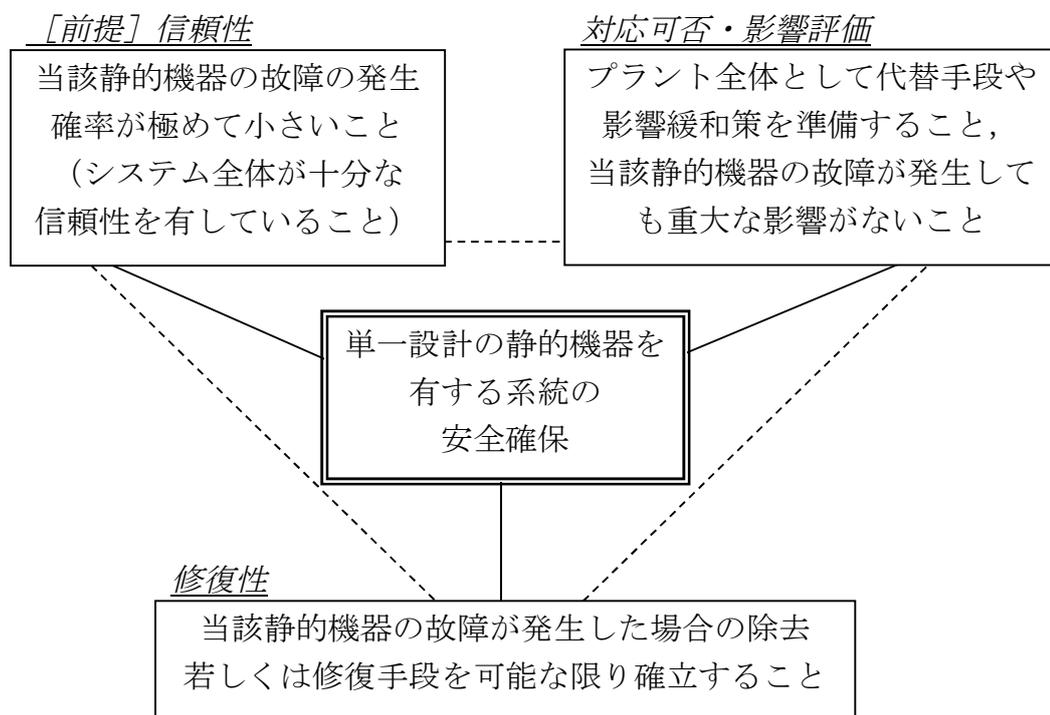 ［前提］信頼性
当該静的機器の故障の発生
確率が極めて小さいこと
（システム全体が十分な
信頼性を有していること）
対応可否・影響評価
プラント全体として代替手段や
影響緩和策を準備すること，
当該静的機器の故障が発生して
も重大な影響がないこと
単一設計の静的機器を
有する系統の
安全確保
修復性
当該静的機器の故障が発生した場合の除去
若しくは修復手段を可能な限り確立すること